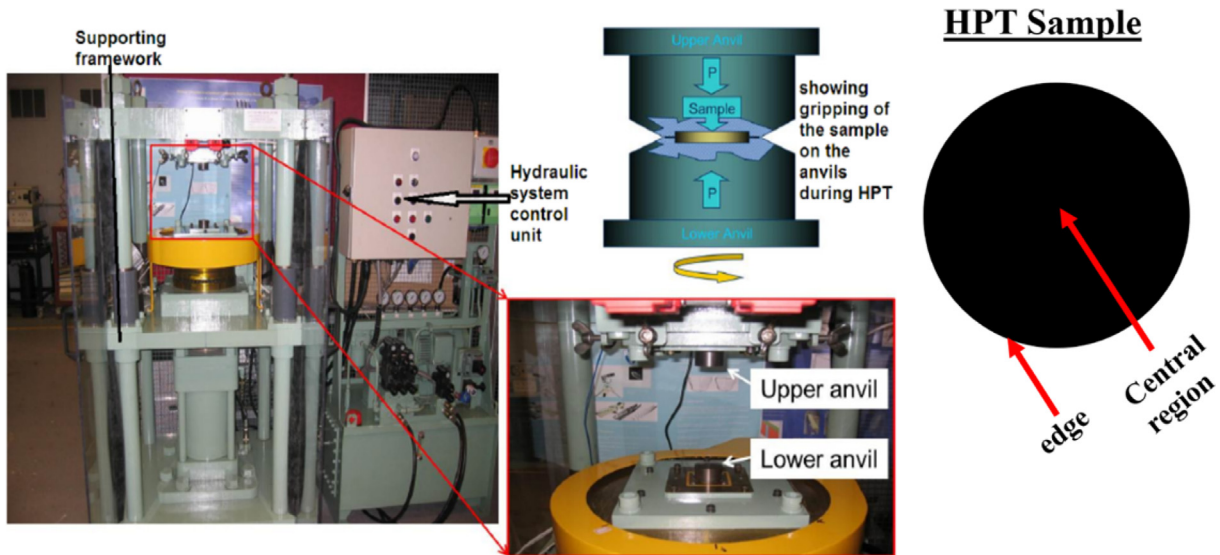 Supporting
framework
Hydraulic
system
control
unit
Upper Anvil
P
Sample
P
Lower Anvil
showing
gripping of
the sample
on the
anvils
during HPT
Upper anvil
Lower anvil
HPT Sample
edge
Central
region